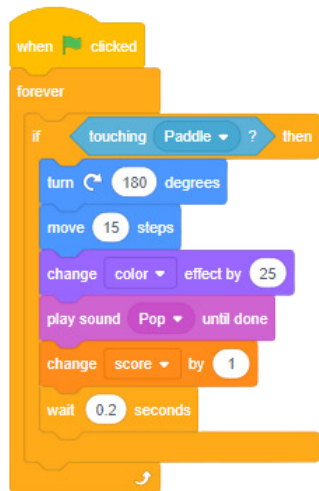 when clicked
forever
if touching Paddle ? then
turn 180 degrees
move 15 steps
change color effect by 25
play sound Pop until done
change score by 1
wait 0.2 seconds